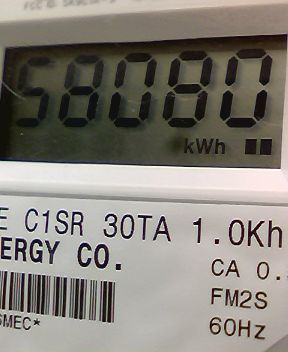 58080
kWh
E C1SR 30TA 1.0Kh
ERGY CO.
CA 0.
FM2S
SMEC*
60Hz